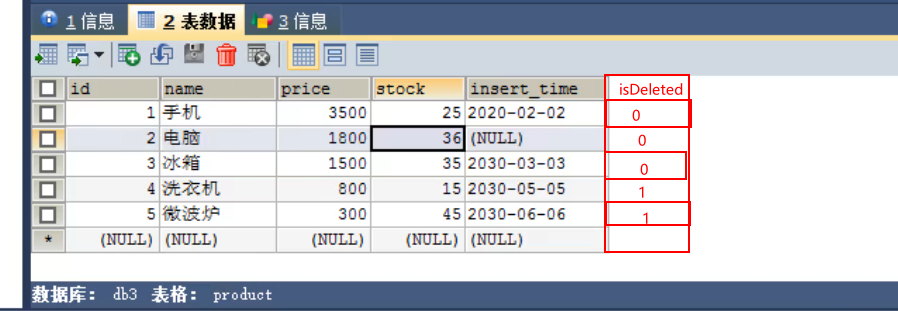 1 信息 2 表数据 3 信息
id name price stock insert_time isDeleted
1 手机 3500 25 2020-02-02 0
2 电脑 1800 36 (NULL) 0
3 冰箱 1500 35 2030-03-03 0
4 洗衣机 800 15 2030-05-05 1
5 微波炉 300 45 2030-06-06 1
* (NULL) (NULL) (NULL) (NULL) (NULL)
数据库: db3 表格: product